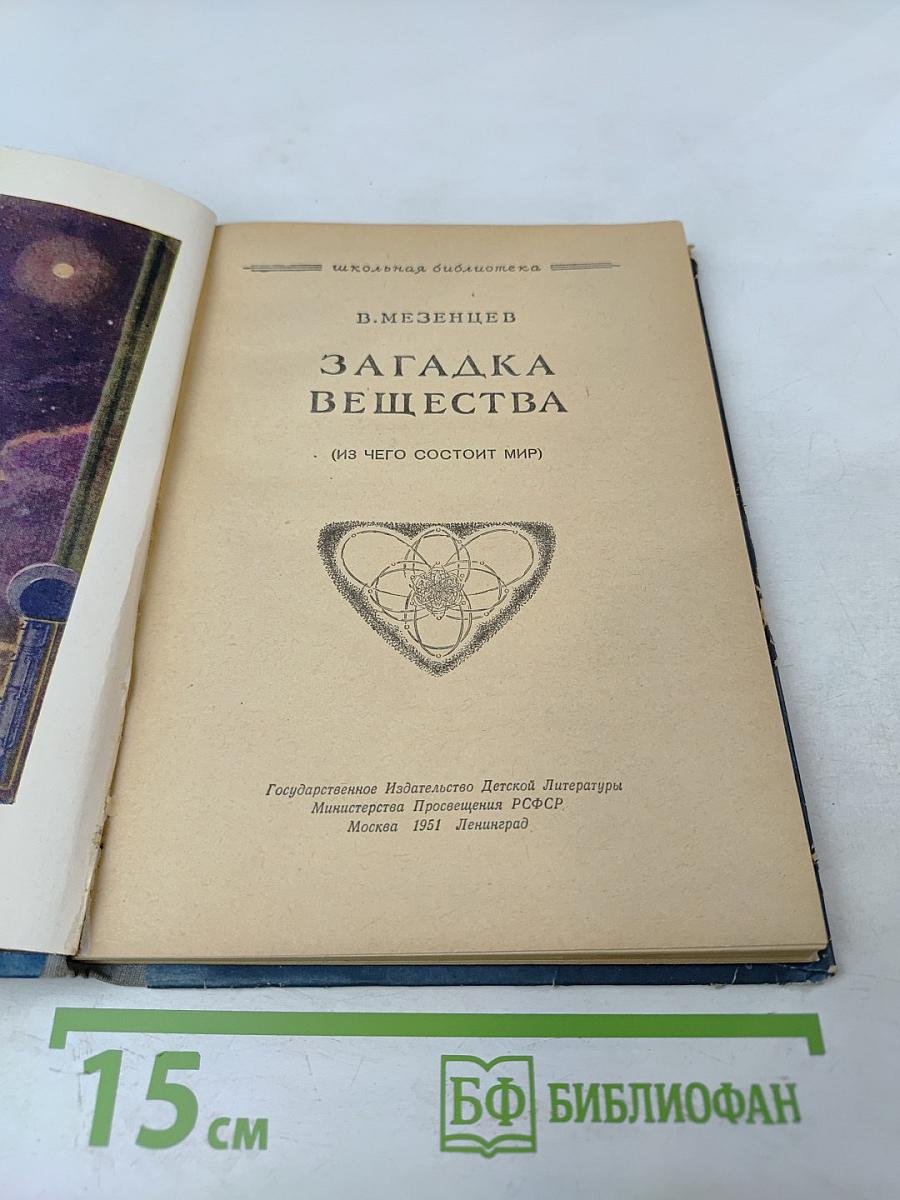 школьная библиотека
В. МЕЗЕНЦЕВ
ЗАГАДКА
ВЕЩЕСТВА
(ИЗ ЧЕГО СОСТОИТ МИР)
Государственное Издательство Детской Литературы
Министерства Просвещения РСФСР
Москва 1951 Ленинград
15 см
БФ БИБЛИОФАН